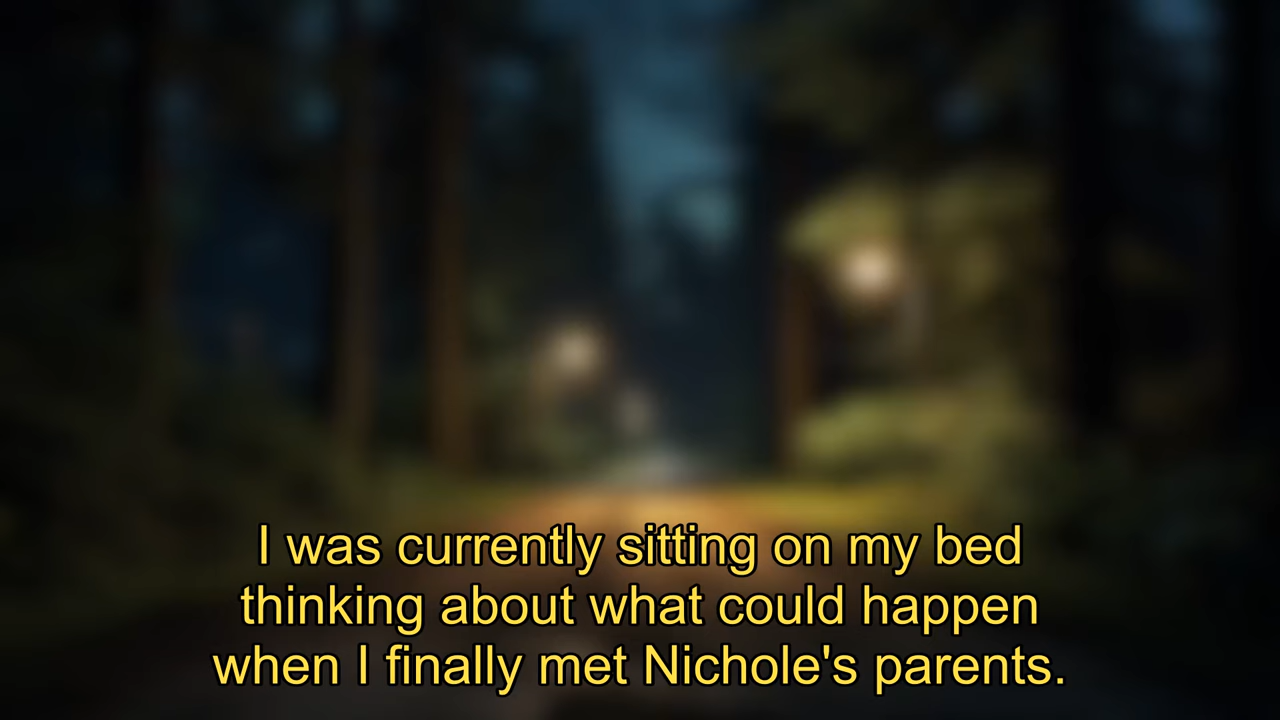 I was currently sitting on my bed
thinking about what could happen
when I finally met Nichole's parents.